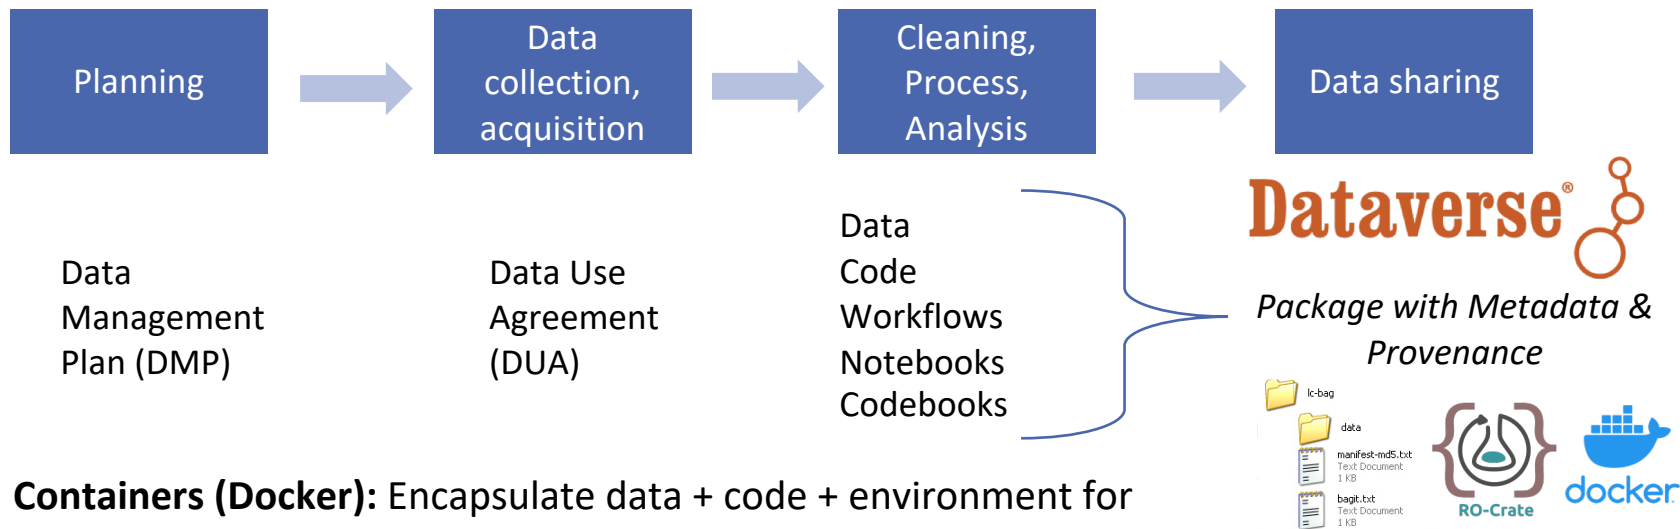 Planning
Data
collection,
acquisition
Cleaning,
Process,
Analysis
Data sharing
Data
Management
Plan (DMP)
Data Use
Agreement
(DUA)
Data
Code
Workflows
Notebooks
Codebooks
Dataverse®
Package with Metadata &
Provenance
lc-bag
data
manifest-md5.txt
Text Document
1 KB
bagit.txt
Text Document
1 KB
RO-Crate
docker
Containers (Docker): Encapsulate data + code + environment for